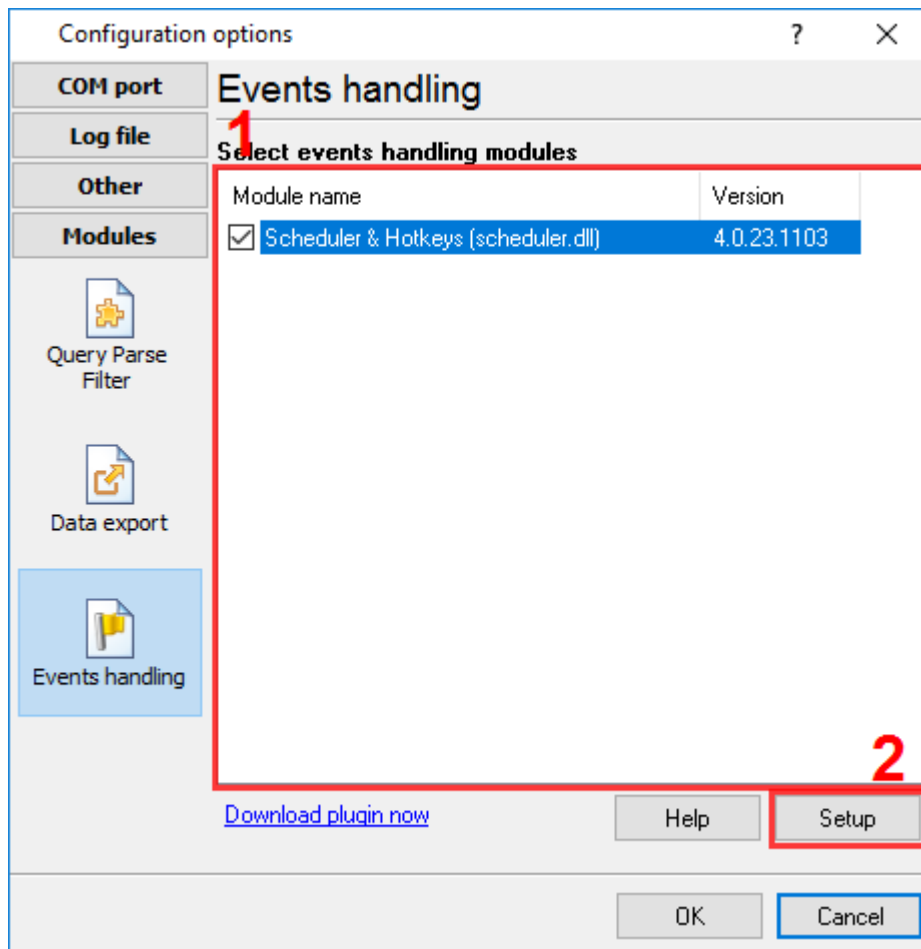 Configuration options
?
COM port
Log file
Other
Modules
Query Parse
Filter
Data export
Events handling
Events handling
1
Select events handling modules
Module name Version
Scheduler & Hotkeys (scheduler.dll) 4.0.23.1103
2
Download plugin now
Help
Setup
OK
Cancel